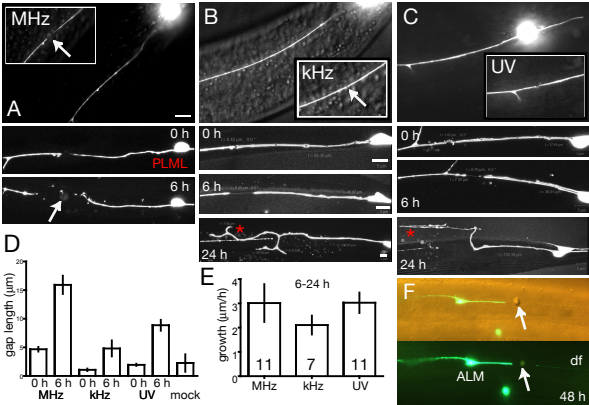 MHz
A
0 h
PLML
6 h
B
kHz
0 h
6 h
24 h
*
C
UV
0 h
6 h
24 h
*
D
gap length (µm)
20
15
10
5
0
0 h 6 h 0 h 6 h 0 h 6 h mock
MHz kHz UV
E
6-24 h
growth (µm/h)
4
3
2
1
0
11 7 11
MHz kHz UV
F
df
ALM
48 h